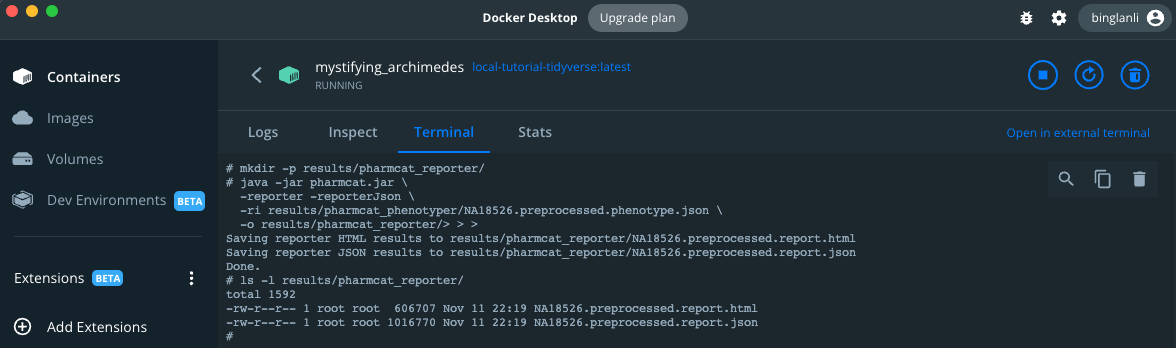 Docker Desktop Upgrade plan binglanli
Containers
Images
Volumes
Dev Environments BETA
Extensions BETA
Add Extensions
mystifying_archimedes local-tutorial-tidyverse:latest
RUNNING
Logs Inspect Terminal Stats Open in external terminal
# mkdir -p results/pharmcat_reporter/
# java -jar pharmcat.jar \
-reporter -reporterJson \
-ri results/pharmcat_phenotyper/NA18526.preprocessed.phenotype.json \
-o results/pharmcat_reporter/> > >
Saving reporter HTML results to results/pharmcat_reporter/NA18526.preprocessed.report.html
Saving reporter JSON results to results/pharmcat_reporter/NA18526.preprocessed.report.json
Done.
# ls -l results/pharmcat_reporter/
total 1592
-rw-r--r-- 1 root root 606707 Nov 11 22:19 NA18526.preprocessed.report.html
-rw-r--r-- 1 root root 1016770 Nov 11 22:19 NA18526.preprocessed.report.json
#